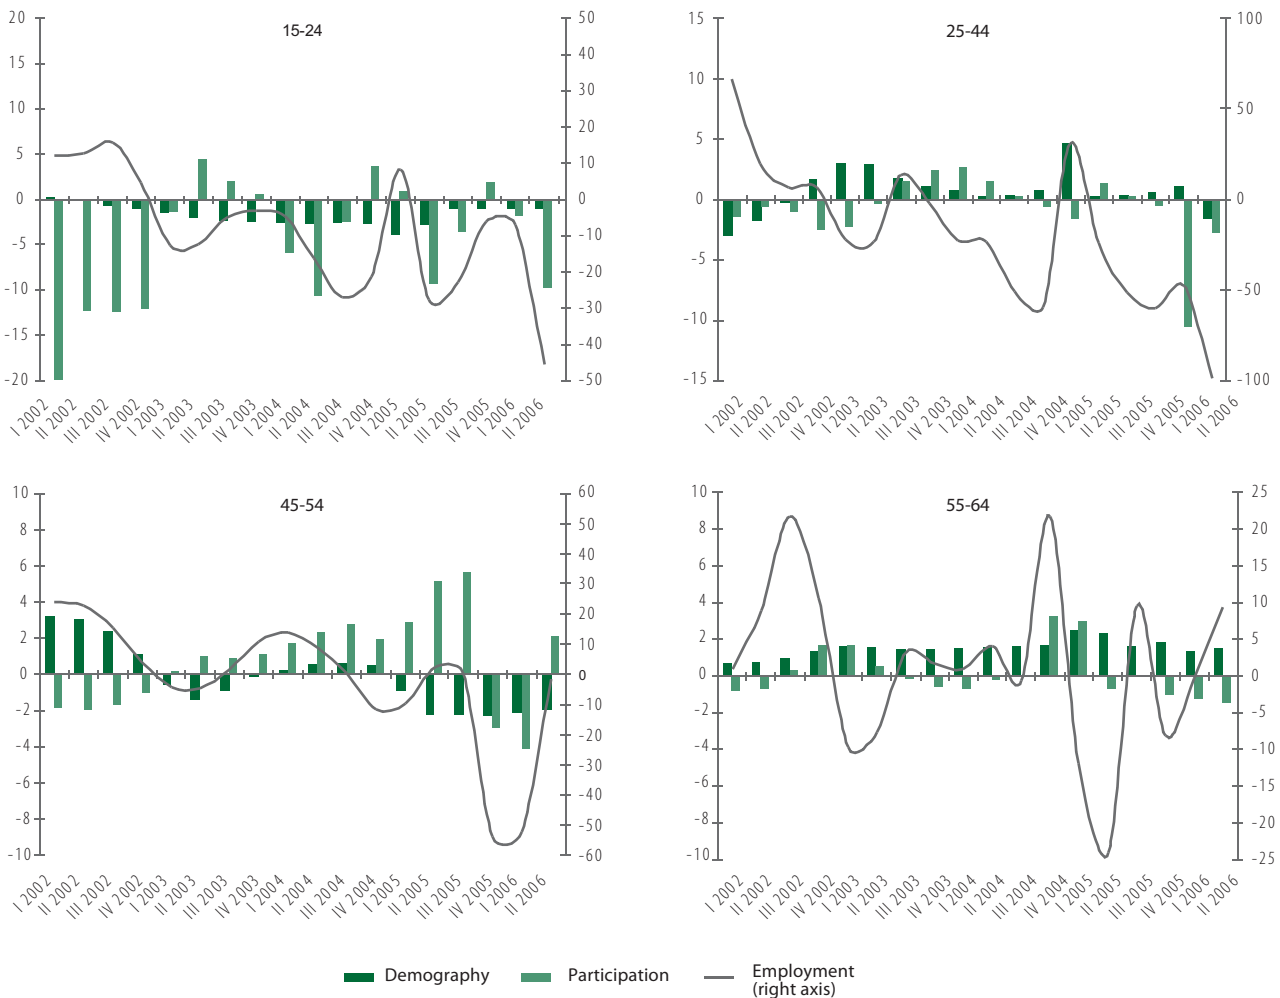 15-24
20
15
10
5
0
-5
-10
-15
-20
50
40
30
20
10
0
-10
-20
-30
-40
-50
I 2002
II 2002
III 2002
IV 2002
I 2003
II 2003
III 2003
IV 2003
I 2004
II 2004
III 2004
IV 2004
I 2005
II 2005
III 2005
IV 2005
I 2006
II 2006
25-44
15
10
5
0
-5
-10
-15
100
50
0
-50
-100
I 2002
II 2002
III 2002
IV 2002
I 2003
II 2003
III 2003
IV 2003
I 2004
II 2004
III 2004
IV 2004
I 2005
II 2005
III 2005
IV 2005
I 2006
II 2006
45-54
10
8
6
4
2
0
-2
-4
-6
-8
-10
60
50
40
30
20
10
0
-10
-20
-30
-40
-50
-60
I 2002
II 2002
III 2002
IV 2002
I 2003
II 2003
III 2003
IV 2003
I 2004
II 2004
III 2004
IV 2004
I 2005
II 2005
III 2005
IV 2005
I 2006
II 2006
55-64
10
8
6
4
2
0
-2
-4
-6
-8
-10
25
20
15
10
5
0
-5
-10
-15
-20
-25
I 2002
II 2002
III 2002
IV 2002
I 2003
II 2003
III 2003
IV 2003
I 2004
II 2004
III 2004
IV 2004
I 2005
II 2005
III 2005
IV 2005
I 2006
II 2006
Demography
Participation
Employment
(right axis)